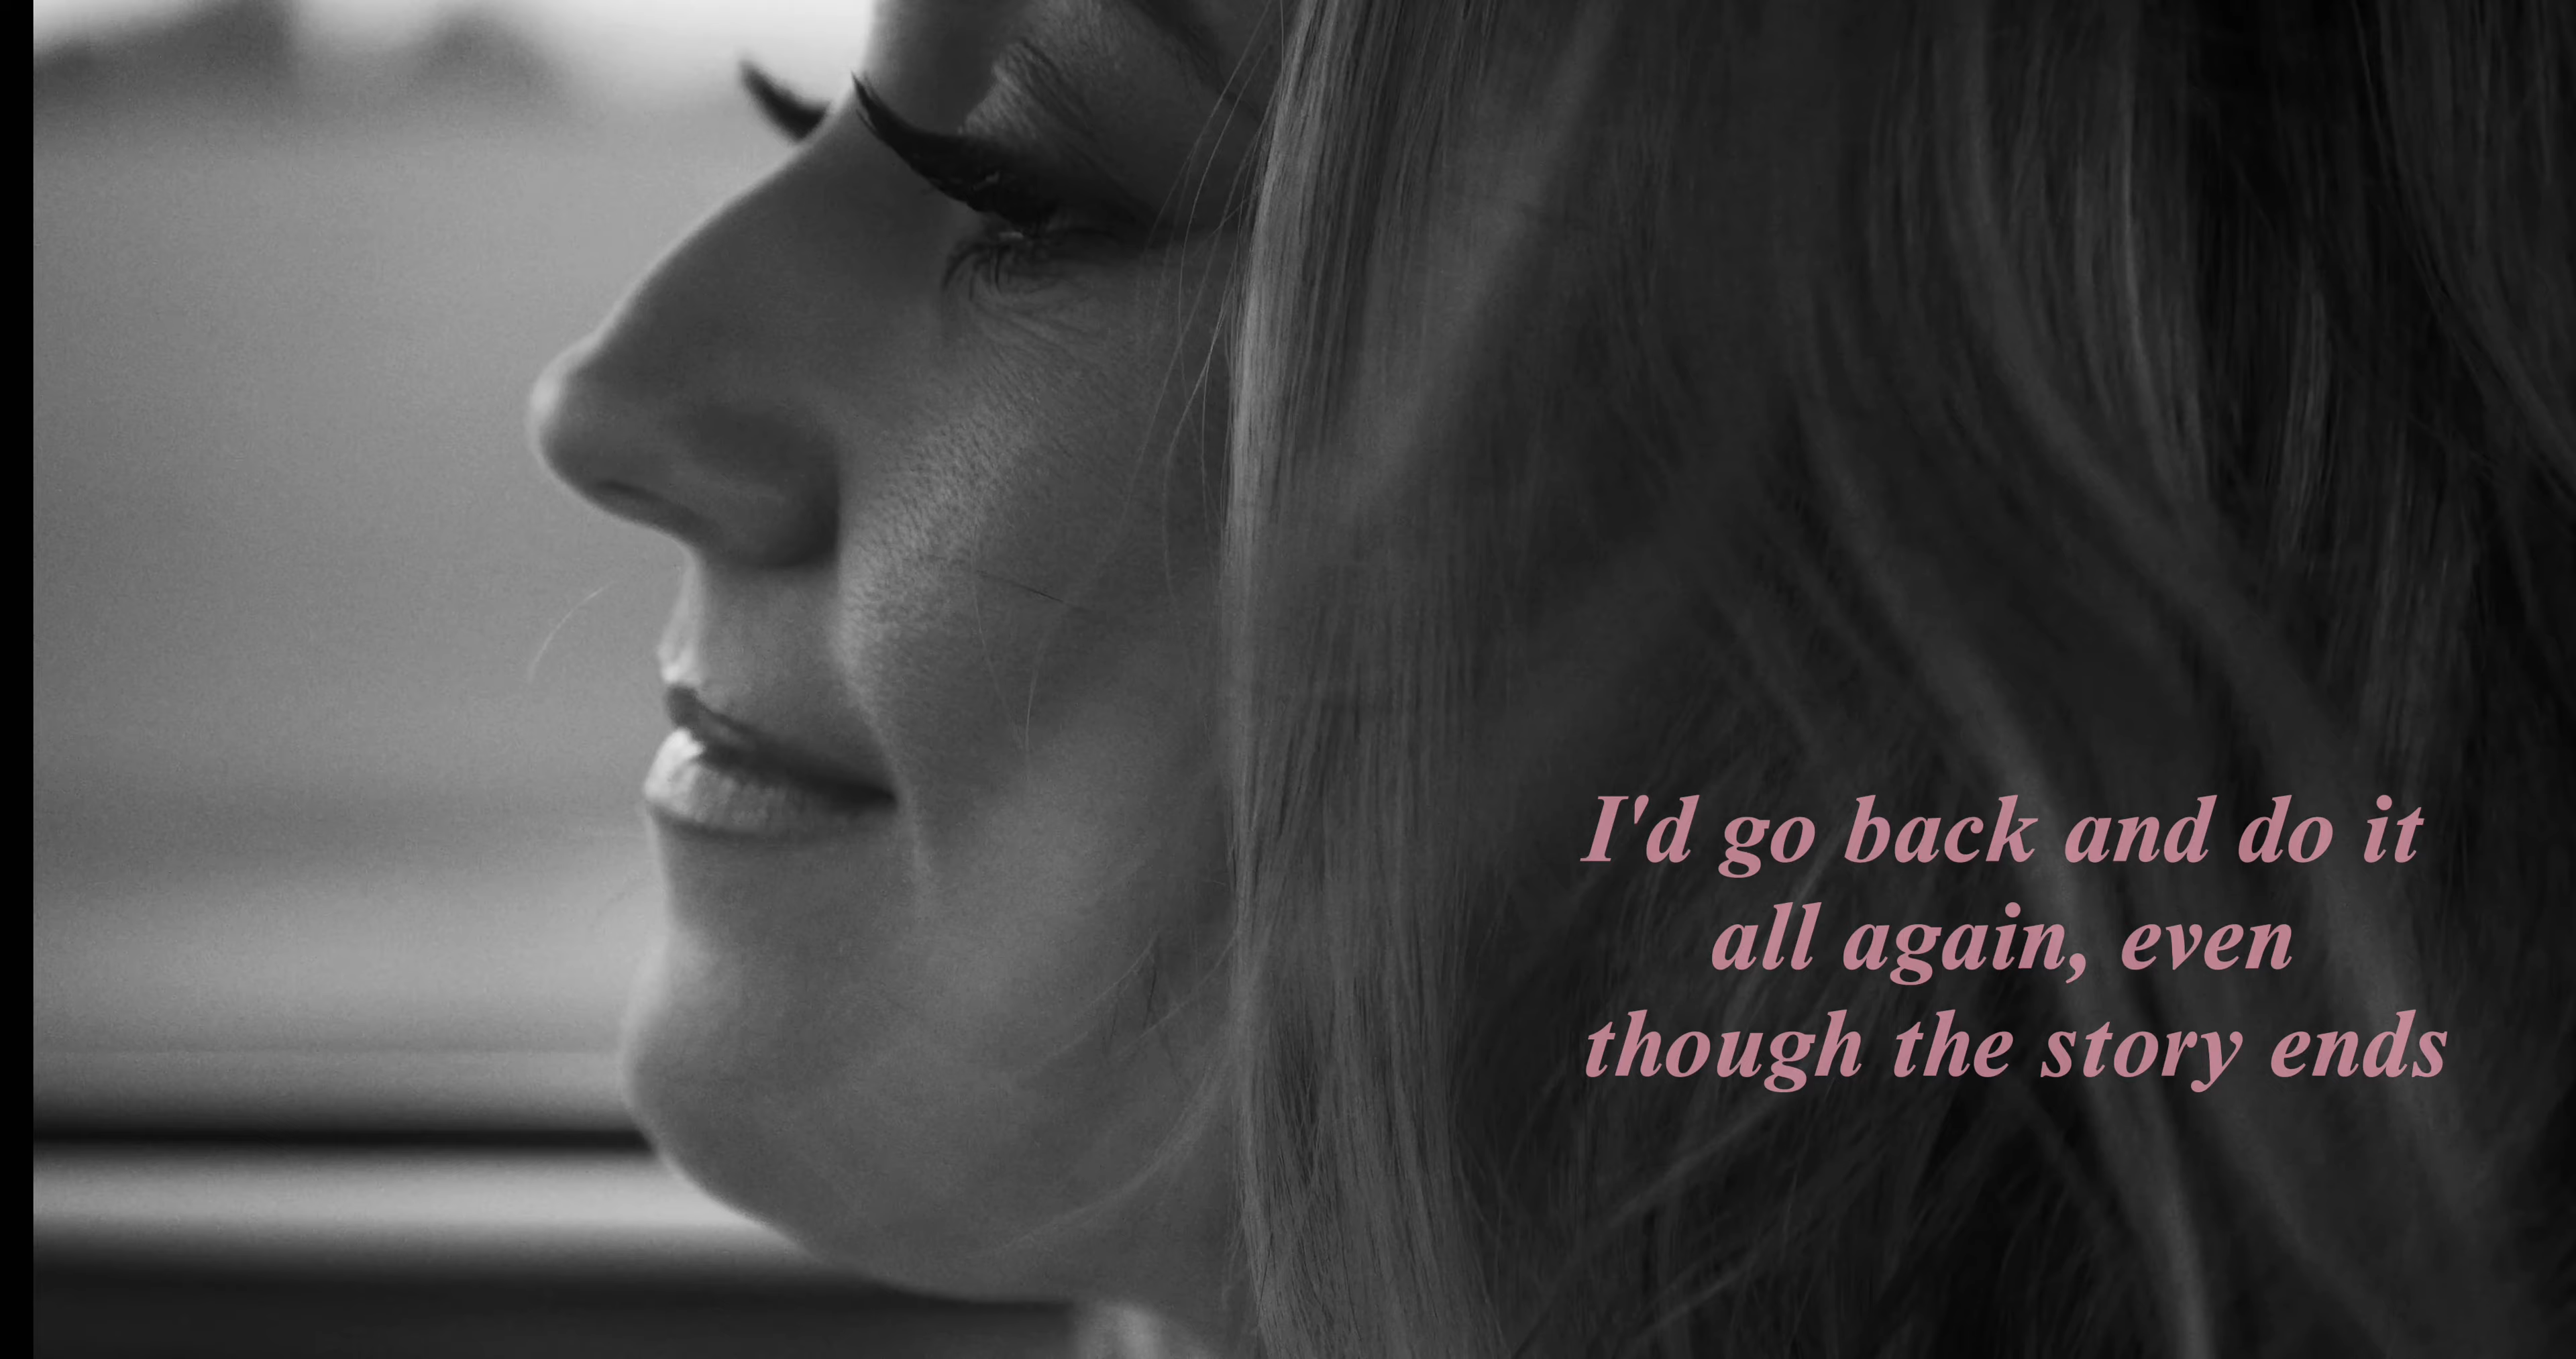 I'd go back and do it
all again, even
though the story ends